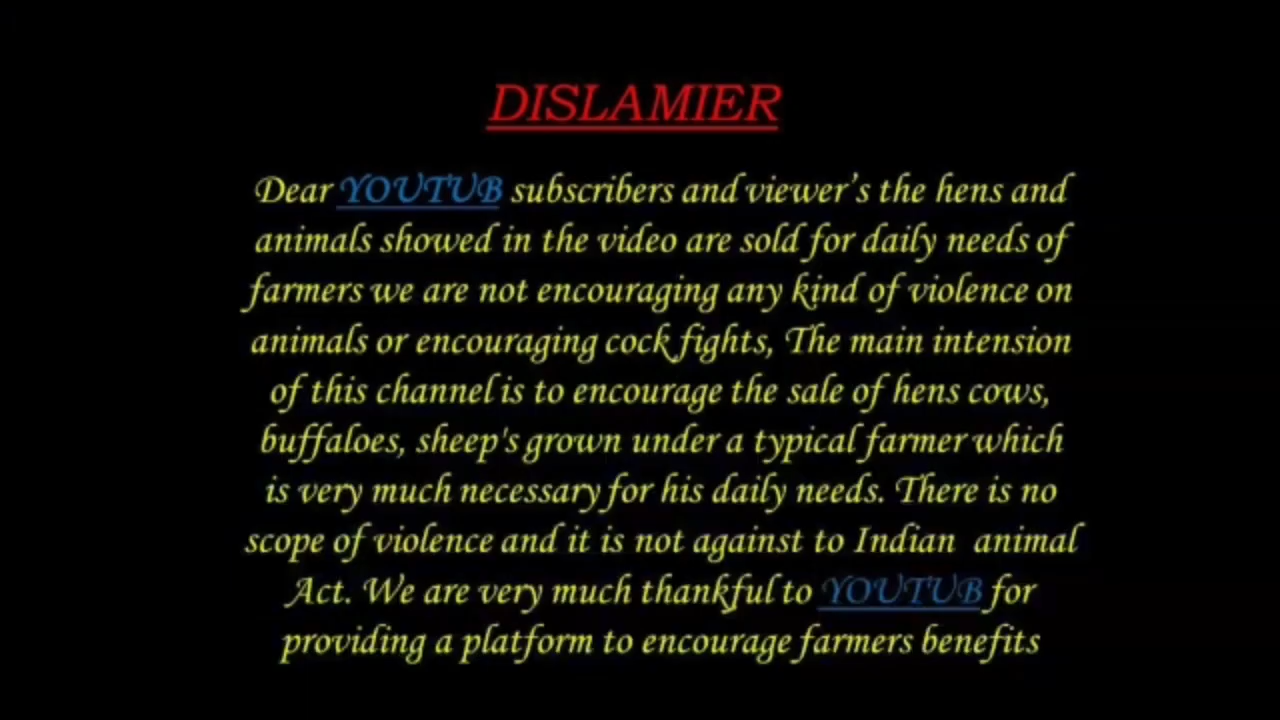 DISLAMIER
Dear YOUTUB subscribers and viewer's the hens and
animals showed in the video are sold for daily needs of
farmers we are not encouraging any kind of violence on
animals or encouraging cock fights, The main intension
of this channel is to encourage the sale of hens cows,
buffaloes, sheep's grown under a typical farmer which
is very much necessary for his daily needs. There is no
scope of violence and it is not against to Indian animal
Act. We are very much thankful to YOUTUB for
providing a platform to encourage farmers benefits